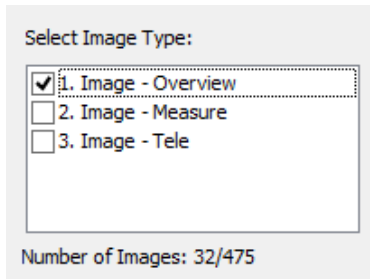 Select Image Type:
1. Image - Overview
2. Image - Measure
3. Image - Tele
Number of Images: 32/475